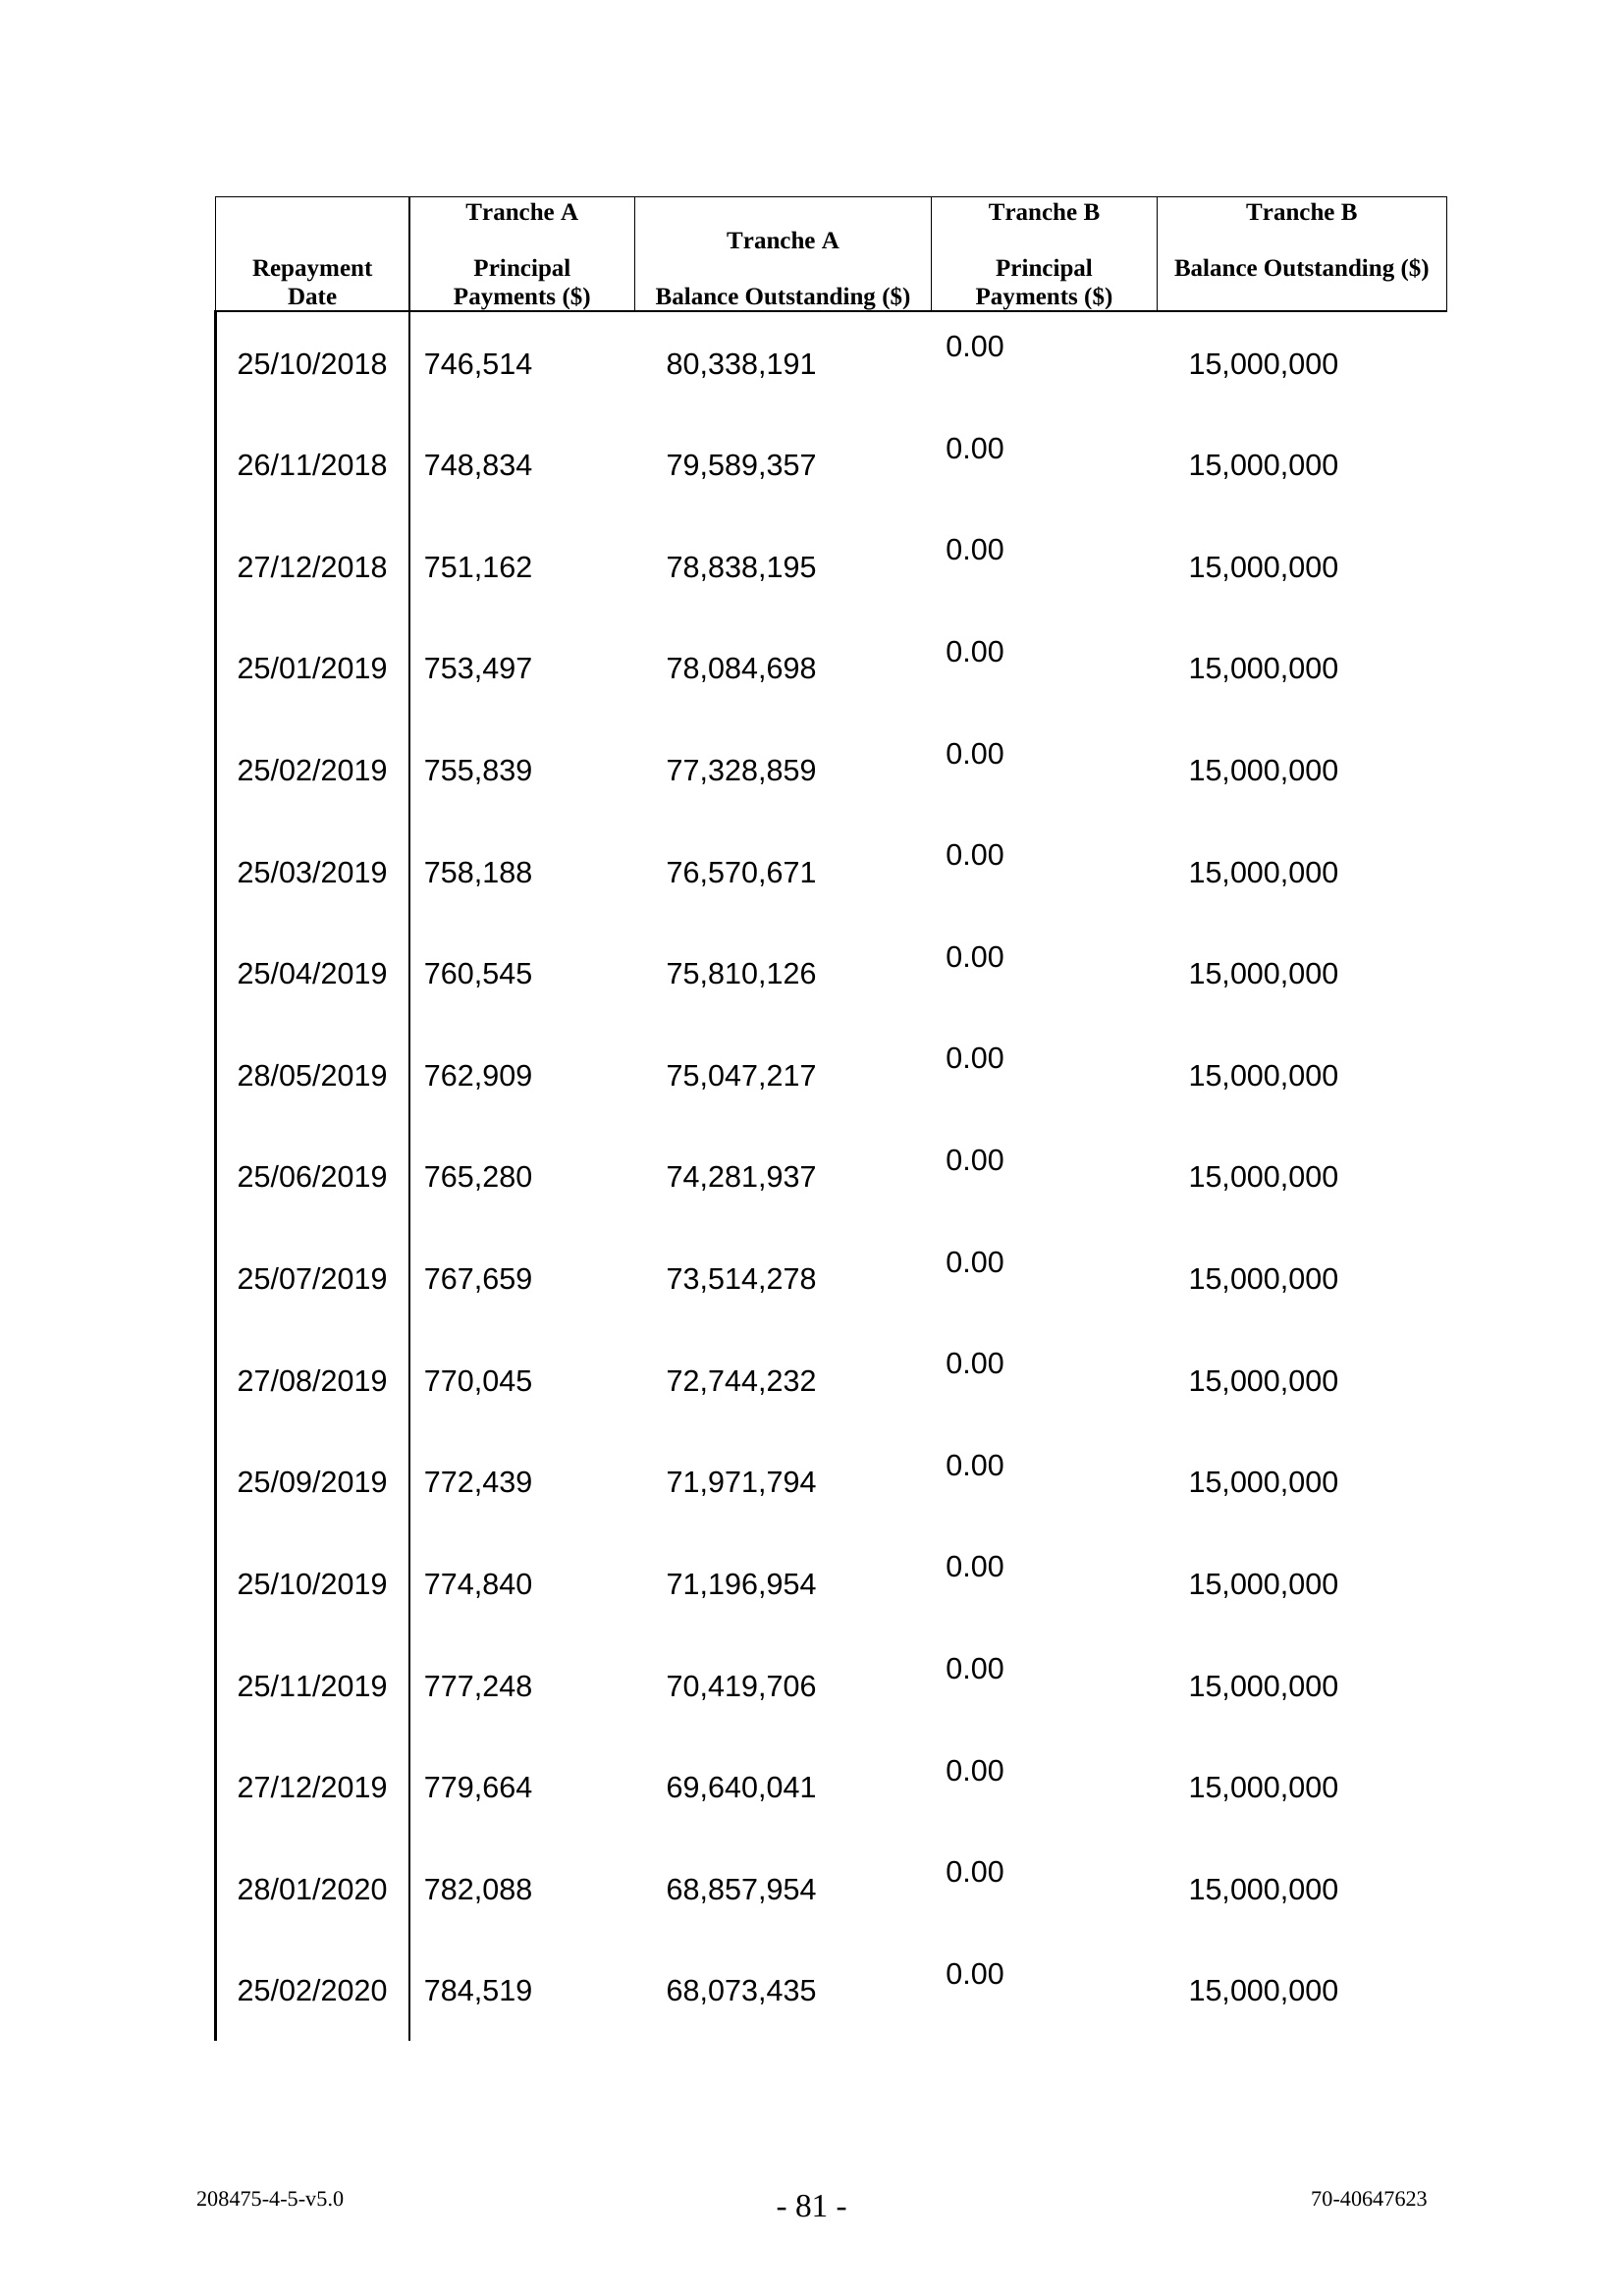 Repayment Date
Tranche A Principal Payments ($)
Tranche A Balance Outstanding ($)
Tranche B Principal Payments ($)
Tranche B Balance Outstanding ($)
25/10/2018 746,514 80,338,191 0.00 15,000,000
26/11/2018 748,834 79,589,357 0.00 15,000,000
27/12/2018 751,162 78,838,195 0.00 15,000,000
25/01/2019 753,497 78,084,698 0.00 15,000,000
25/02/2019 755,839 77,328,859 0.00 15,000,000
25/03/2019 758,188 76,570,671 0.00 15,000,000
25/04/2019 760,545 75,810,126 0.00 15,000,000
28/05/2019 762,909 75,047,217 0.00 15,000,000
25/06/2019 765,280 74,281,937 0.00 15,000,000
25/07/2019 767,659 73,514,278 0.00 15,000,000
27/08/2019 770,045 72,744,232 0.00 15,000,000
25/09/2019 772,439 71,971,794 0.00 15,000,000
25/10/2019 774,840 71,196,954 0.00 15,000,000
25/11/2019 777,248 70,419,706 0.00 15,000,000
27/12/2019 779,664 69,640,041 0.00 15,000,000
28/01/2020 782,088 68,857,954 0.00 15,000,000
25/02/2020 784,519 68,073,435 0.00 15,000,000
208475-4-5-v5.0 - 81 - 70-40647623